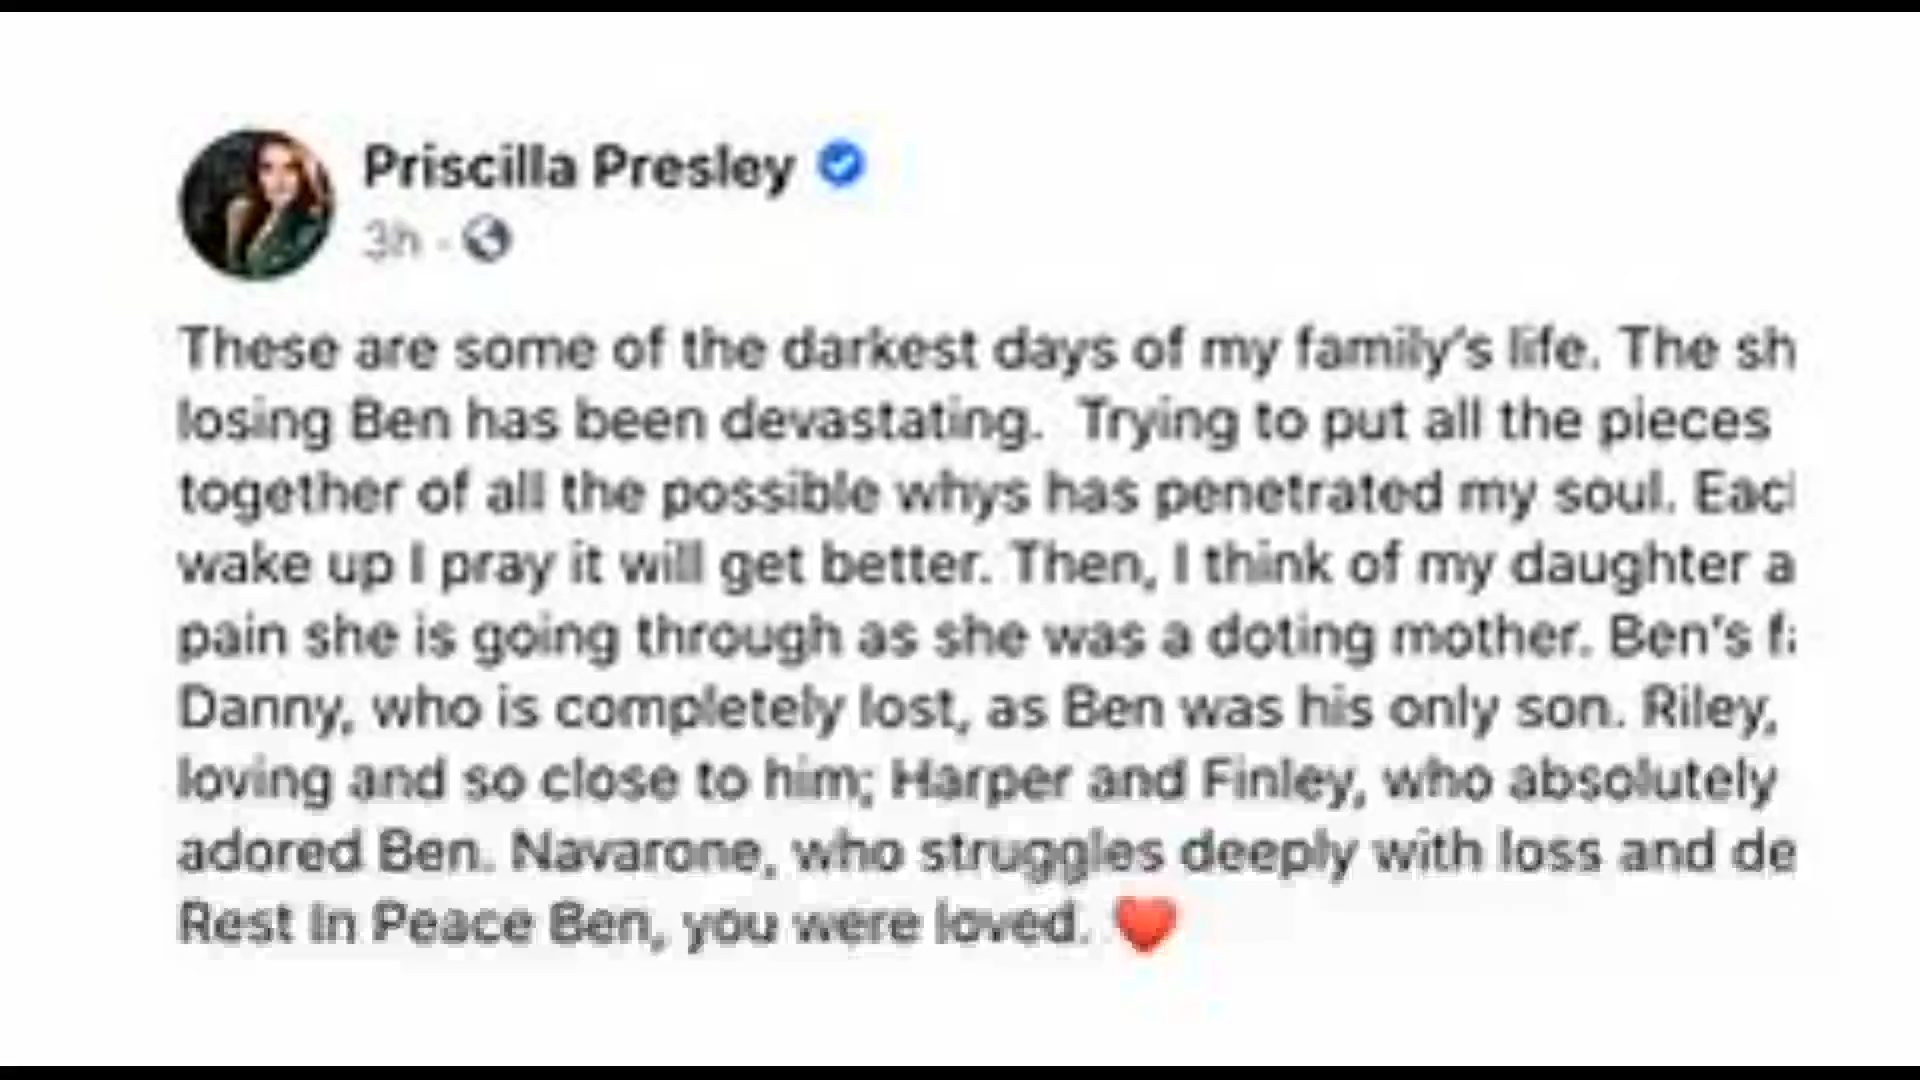 Priscilla Presley
3h ·
These are some of the darkest days of my family's life. The sh
losing Ben has been devastating. Trying to put all the pieces
together of all the possible whys has penetrated my soul. Eac
wake up I pray it will get better. Then, I think of my daughter a
pain she is going through as she was a doting mother. Ben's f
Danny, who is completely lost, as Ben was his only son. Riley,
loving and so close to him; Harper and Finley, who absolutely
adored Ben. Navarone, who struggles deeply with loss and de
Rest In Peace Ben, you were loved. ❤️